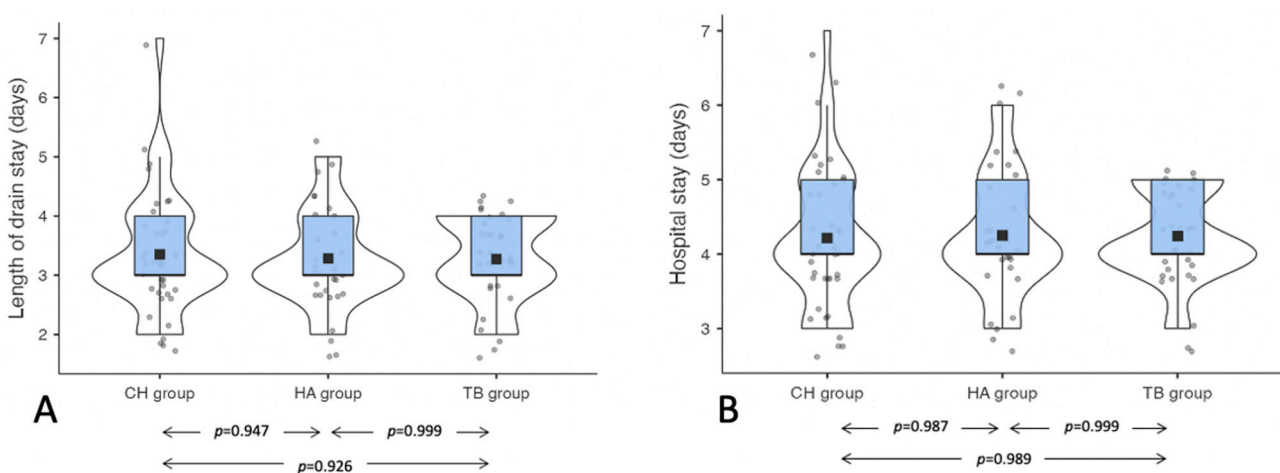 Length of drain stay (days)
7
6
5
4
3
2
CH group
HA group
TB group
A
p=0.947
p=0.999
p=0.926
Hospital stay (days)
7
6
5
4
3
CH group
HA group
TB group
B
p=0.987
p=0.999
p=0.989